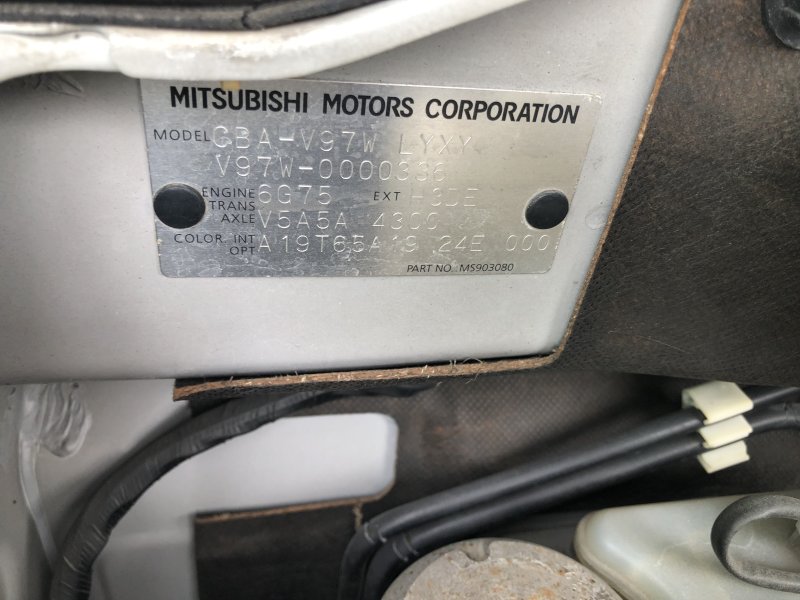 MITSUBISHI MOTORS CORPORATION
MODEL CBA-V97W LYXY
V97W-0000336
ENGINE 6G75 EXT -93DE
TRANS
AXLE V5A5A 4300
COLOR, INT A19T65A19 24E 000
OPT
PART NO MS903080